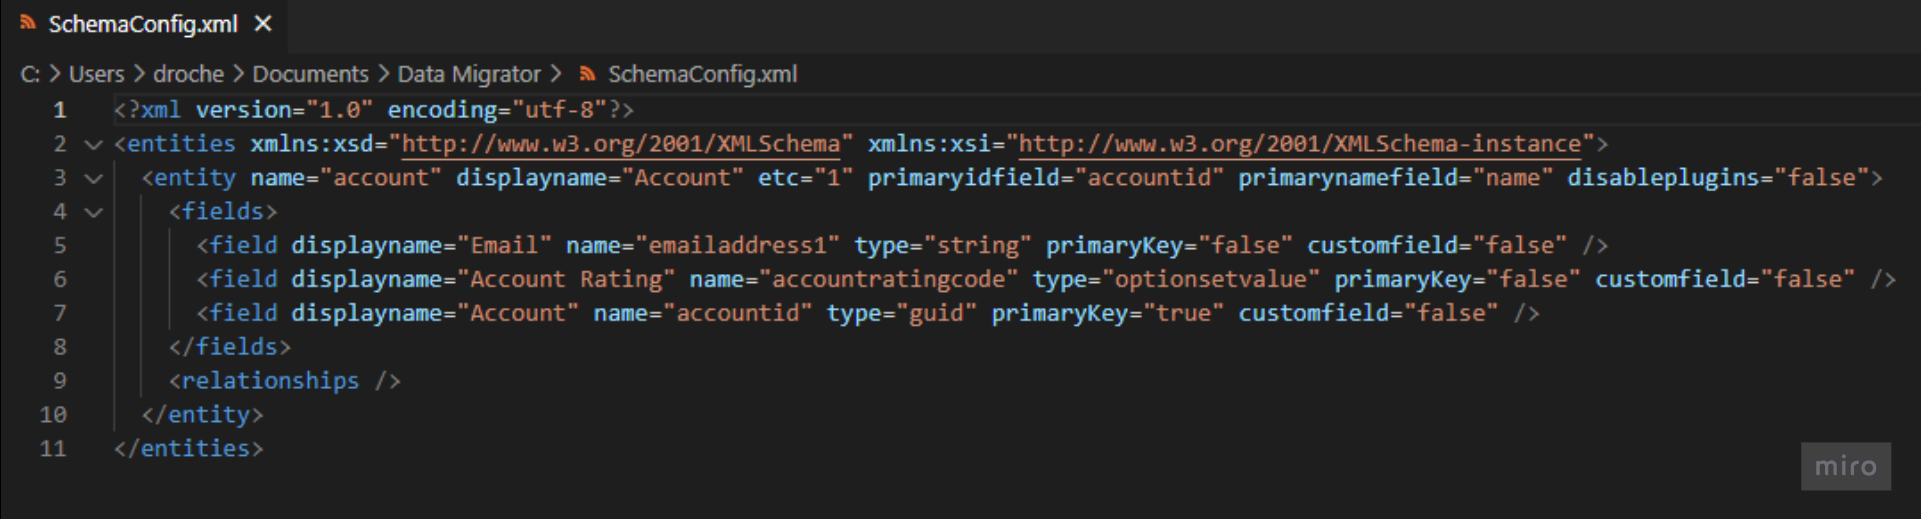 SchemaConfig.xml ×
C: > Users > droche > Documents > Data Migrator > SchemaConfig.xml
1 <?xml version="1.0" encoding="utf-8"?>
2 <entities xmlns:xsd="http://www.w3.org/2001/XMLSchema" xmlns:xsi="http://www.w3.org/2001/XMLSchema-instance">
3 <entity name="account" displayname="Account" etc="1" primaryidfield="accountid" primarynamefield="name" disableplugins="false">
4 <fields>
5 <field displayname="Email" name="emailaddress1" type="string" primaryKey="false" customfield="false" />
6 <field displayname="Account Rating" name="accountratingcode" type="optionsetvalue" primaryKey="false" customfield="false" />
7 <field displayname="Account" name="accountid" type="guid" primaryKey="true" customfield="false" />
8 </fields>
9 <relationships />
10 </entity>
11 </entities>
miro